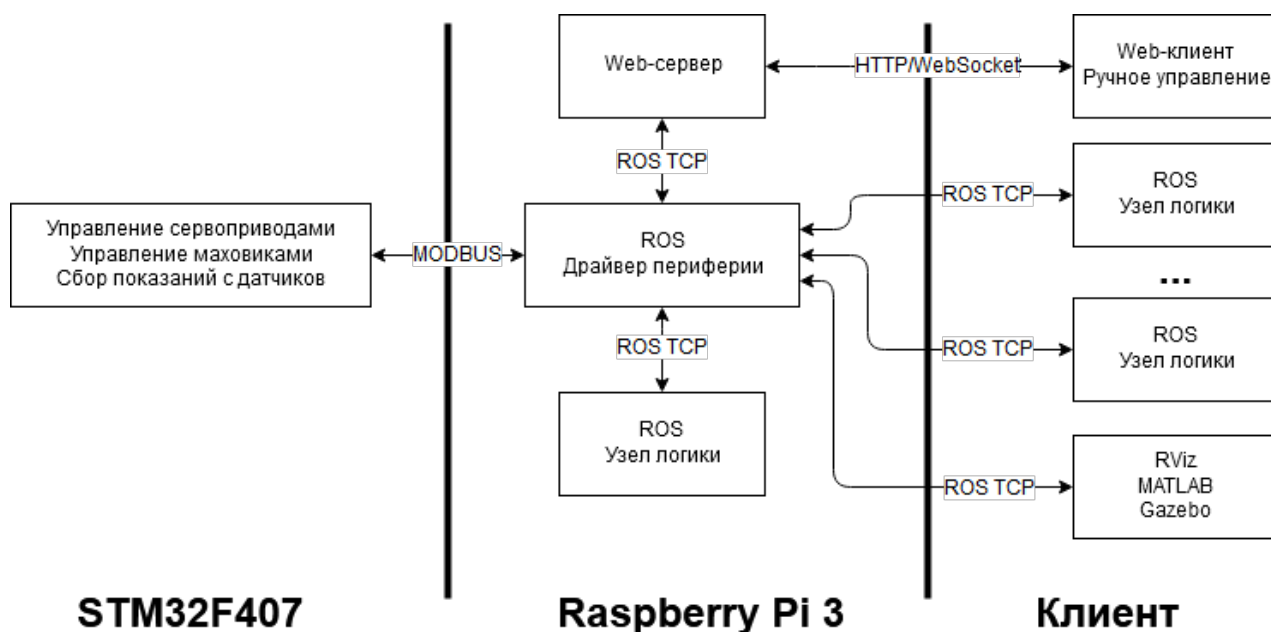 Web-сервер
HTTP/WebSocket
Web-клиент
Ручное управление
ROS TCP
ROS TCP
ROS
Узел логики
Управление сервоприводами
Управление маховиками
Сбор показаний с датчиков
MODBUS
ROS
Драйвер периферии
...
ROS TCP
ROS TCP
ROS
Узел логики
ROS
Узел логики
ROS TCP
RViz
MATLAB
Gazebo
STM32F407
Raspberry Pi 3
Клиент